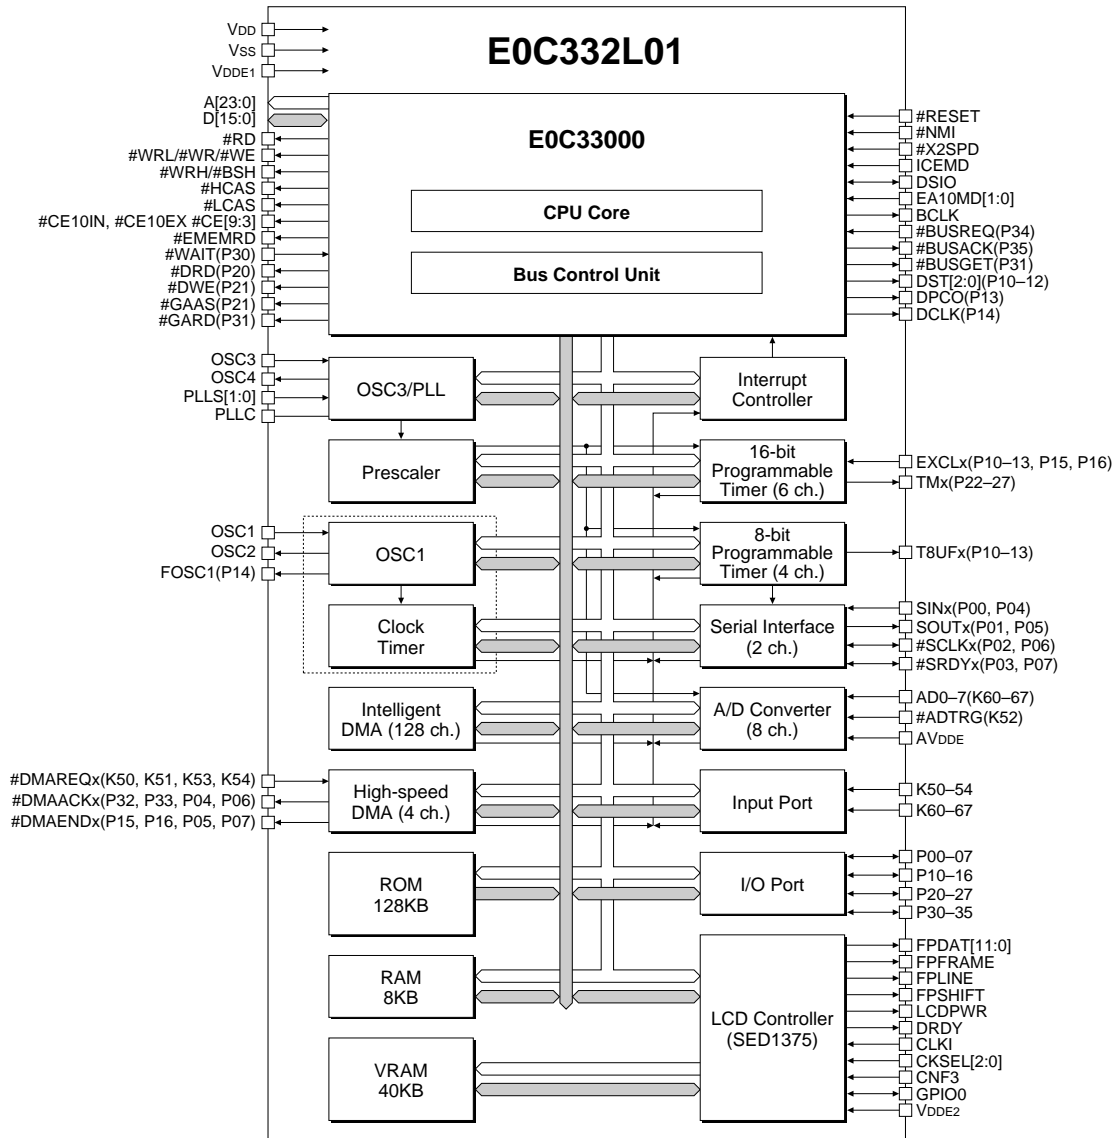 E0C332L01
VDD
VSS
VDDE1
A[23:0]
D[15:0]
#RD
#WRL/#WR/#WE
#WRH/#BSH
#HCAS
#LCAS
#CE10IN, #CE10EX #CE[9:3]
#EMEMRD
#WAIT(P30)
#DRD(P20)
#DWE(P21)
#GAAS(P21)
#GARD(P31)
E0C33000
CPU Core
Bus Control Unit
#RESET
#NMI
#X2SPD
ICEMD
DSIO
EA10MD[1:0]
BCLK
#BUSREQ(P34)
#BUSACK(P35)
#BUSGET(P31)
DST[2:0](P10–12)
DPCO(P13)
DCLK(P14)
OSC3
OSC4
PLLS[1:0]
PLLC
OSC3/PLL
Interrupt
Controller
Prescaler
16-bit
Programmable
Timer (6 ch.)
EXCLx(P10–13, P15, P16)
TMx(P22–27)
OSC1
OSC2
FOSC1(P14)
OSC1
8-bit
Programmable
Timer (4 ch.)
T8UFx(P10–13)
Clock
Timer
Serial Interface
(2 ch.)
SINx(P00, P04)
SOUTx(P01, P05)
#SCLKx(P02, P06)
#SRDYx(P03, P07)
Intelligent
DMA (128 ch.)
A/D Converter
(8 ch.)
AD0–7(K60–67)
#ADTRG(K52)
AVDDE
#DMAREQx(K50, K51, K53, K54)
#DMAACKx(P32, P33, P04, P06)
#DMAENDx(P15, P16, P05, P07)
High-speed
DMA (4 ch.)
Input Port
K50–54
K60–67
ROM
128KB
I/O Port
P00–07
P10–16
P20–27
P30–35
RAM
8KB
VRAM
40KB
LCD Controller
(SED1375)
FPDAT[11:0]
FPFRAME
FPLINE
FPSHIFT
LCDPWR
DRDY
CLKI
CKSEL[2:0]
CNF3
GPIO0
VDDE2